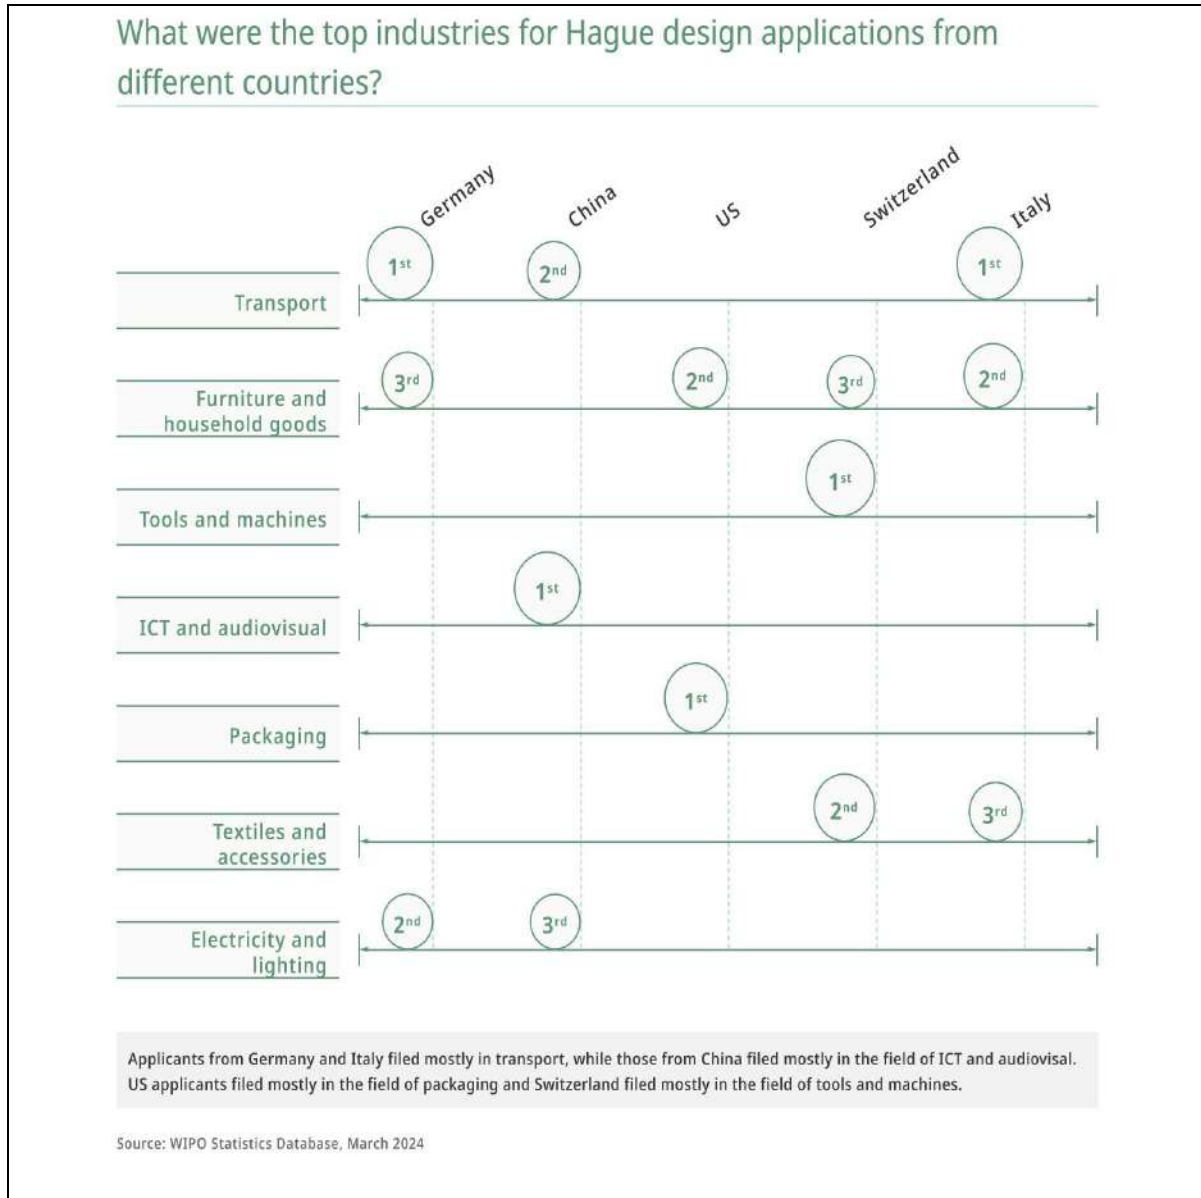 What were the top industries for Hague design applications from
different countries?
Germany
China
US
Switzerland
Italy
1st
2nd
1st
Transport
3rd
2nd
3rd
2nd
Furniture and
household goods
1st
Tools and machines
1st
ICT and audiovisual
1st
Packaging
2nd
3rd
Textiles and
accessories
2nd
3rd
Electricity and
lighting
Applicants from Germany and Italy filed mostly in transport, while those from China filed mostly in the field of ICT and audiovisal.
US applicants filed mostly in the field of packaging and Switzerland filed mostly in the field of tools and machines.
Source: WIPO Statistics Database, March 2024